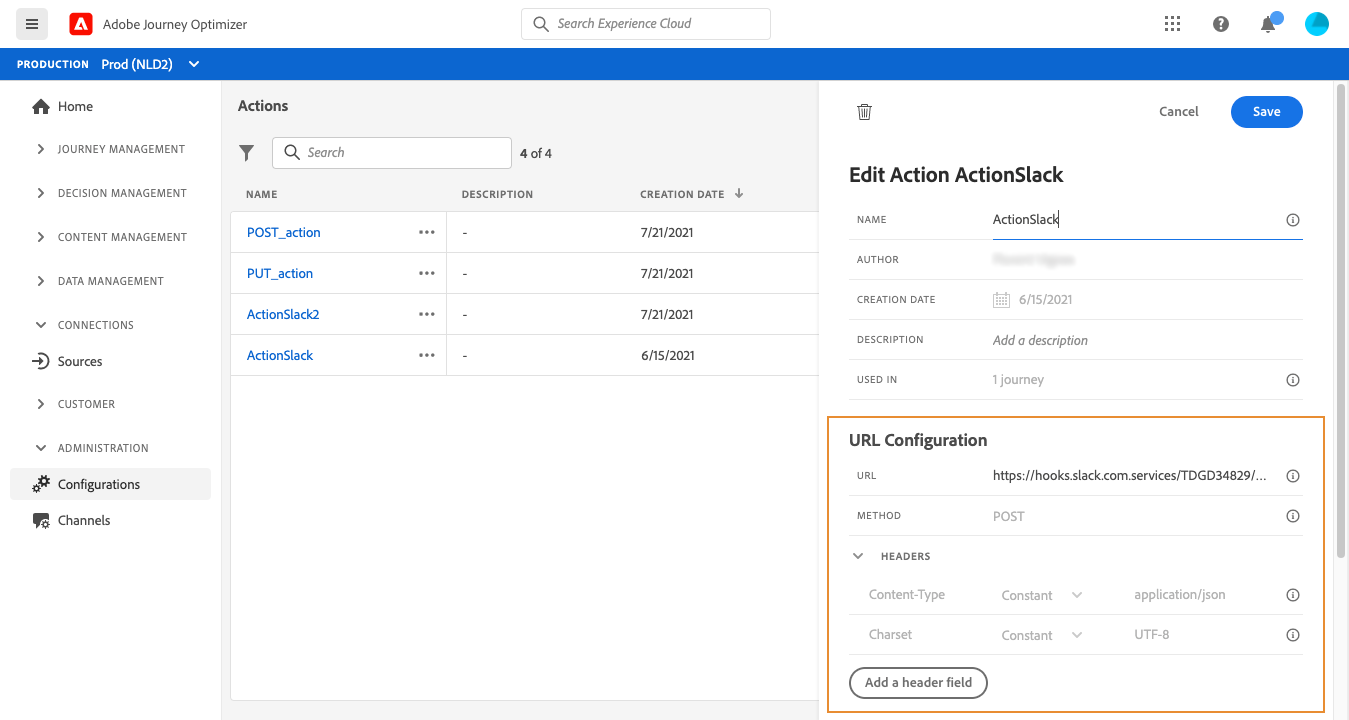 Adobe Journey Optimizer
Search Experience Cloud
PRODUCTION Prod (NLD2)
Home
JOURNEY MANAGEMENT
DECISION MANAGEMENT
CONTENT MANAGEMENT
DATA MANAGEMENT
CONNECTIONS
Sources
CUSTOMER
ADMINISTRATION
Configurations
Channels
Actions
Search 4 of 4
NAME DESCRIPTION CREATION DATE
POST_action ••• - 7/21/2021
PUT_action ••• - 7/21/2021
ActionSlack2 ••• - 7/21/2021
ActionSlack ••• - 6/15/2021
Cancel Save
Edit Action ActionSlack
NAME ActionSlack
AUTHOR
CREATION DATE 6/15/2021
DESCRIPTION Add a description
USED IN 1 journey
URL Configuration
URL https://hooks.slack.com.services/TDGD34829/...
METHOD POST
HEADERS
Content-Type Constant application/json
Charset Constant UTF-8
Add a header field